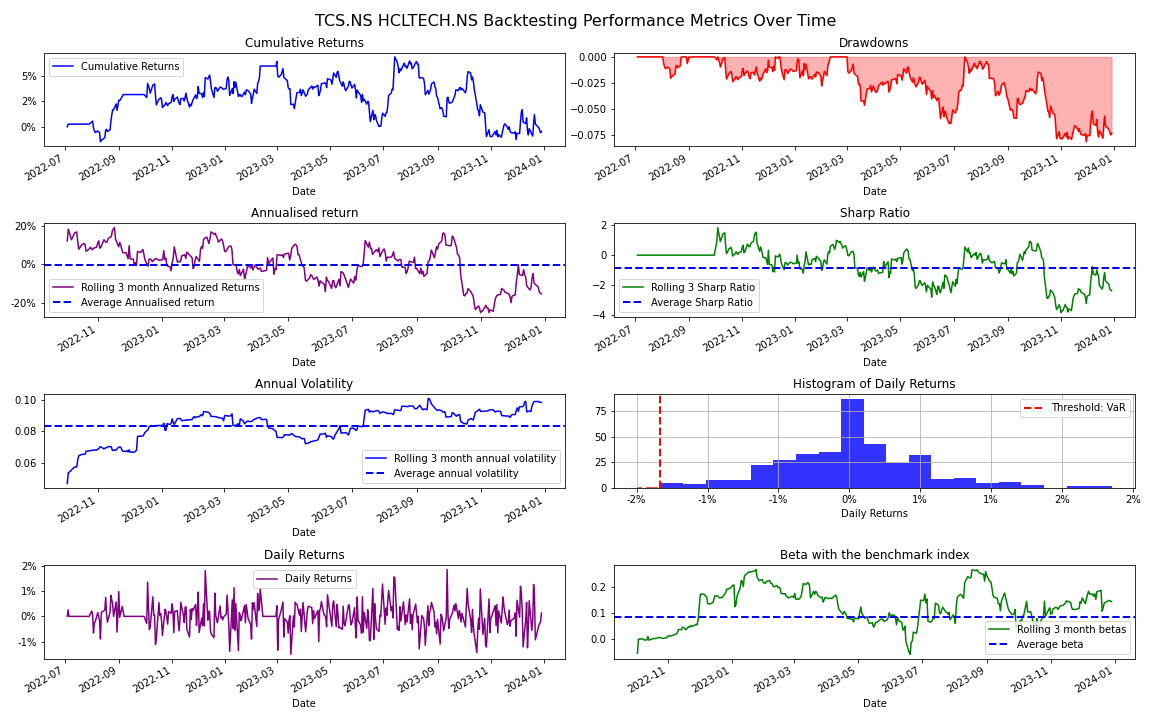 TCS.NS HCLTECH.NS Backtesting Performance Metrics Over Time
Cumulative Returns
Cumulative Returns
5%
2%
0%
2022-07 2022-09 2022-11 2023-01 2023-03 2023-05 2023-07 2023-09 2023-11 2024-01
Date
Drawdowns
0.000
−0.025
−0.050
−0.075
2022-07 2022-09 2022-11 2023-01 2023-03 2023-05 2023-07 2023-09 2023-11 2024-01
Date
Annualised return
20%
0%
-20%
Rolling 3 month Annualized Returns
Average Annualised return
2022-11 2023-01 2023-03 2023-05 2023-07 2023-09 2023-11 2024-01
Date
Sharp Ratio
2
0
−2
−4
Rolling 3 Sharp Ratio
Average Sharp Ratio
2022-07 2022-09 2022-11 2023-01 2023-03 2023-05 2023-07 2023-09 2023-11 2024-01
Date
Annual Volatility
0.10
0.08
0.06
Rolling 3 month annual volatility
Average annual volatility
2022-11 2023-01 2023-03 2023-05 2023-07 2023-09 2023-11 2024-01
Date
Histogram of Daily Returns
Threshold: VaR
75
50
25
0
-2% -1% -1% 0% 1% 1% 2% 2%
Daily Returns
Daily Returns
Daily Returns
2%
1%
0%
-1%
2022-07 2022-09 2022-11 2023-01 2023-03 2023-05 2023-07 2023-09 2023-11 2024-01
Date
Beta with the benchmark index
0.2
0.1
0.0
Rolling 3 month betas
Average beta
2022-11 2023-01 2023-03 2023-05 2023-07 2023-09 2023-11 2024-01
Date